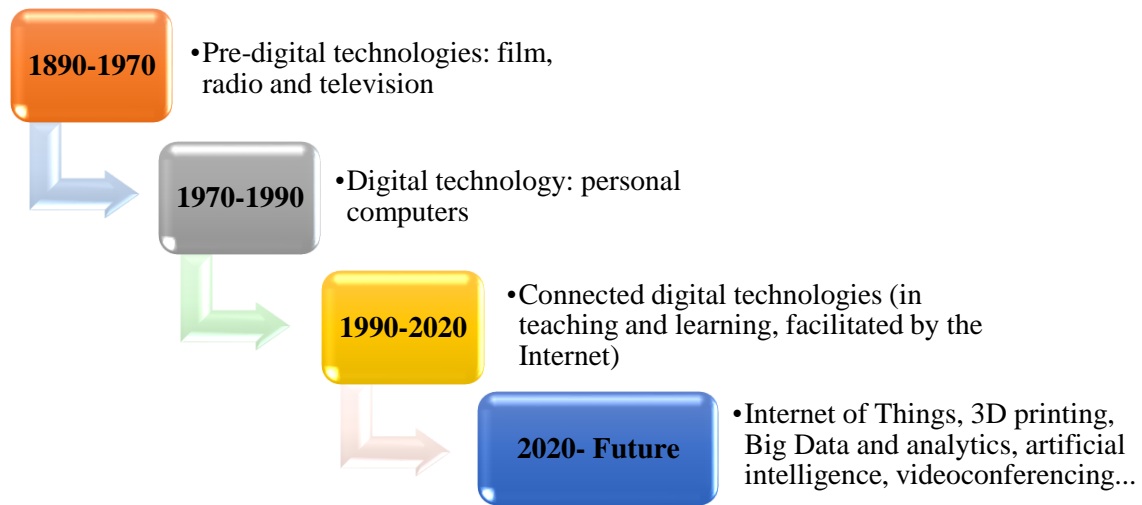 1890-1970
•Pre-digital technologies: film,
radio and television
1970-1990
•Digital technology: personal
computers
1990-2020
•Connected digital technologies (in
teaching and learning, facilitated by the
Internet)
2020- Future
•Internet of Things, 3D printing,
Big Data and analytics, artificial
intelligence, videoconferencing...